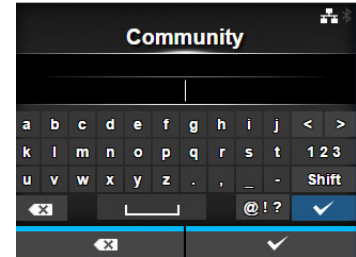 Community
a b c d e f g h i j < >
k l m n o p q r s t 123
u v w x y z . , _ - Shift
@!?